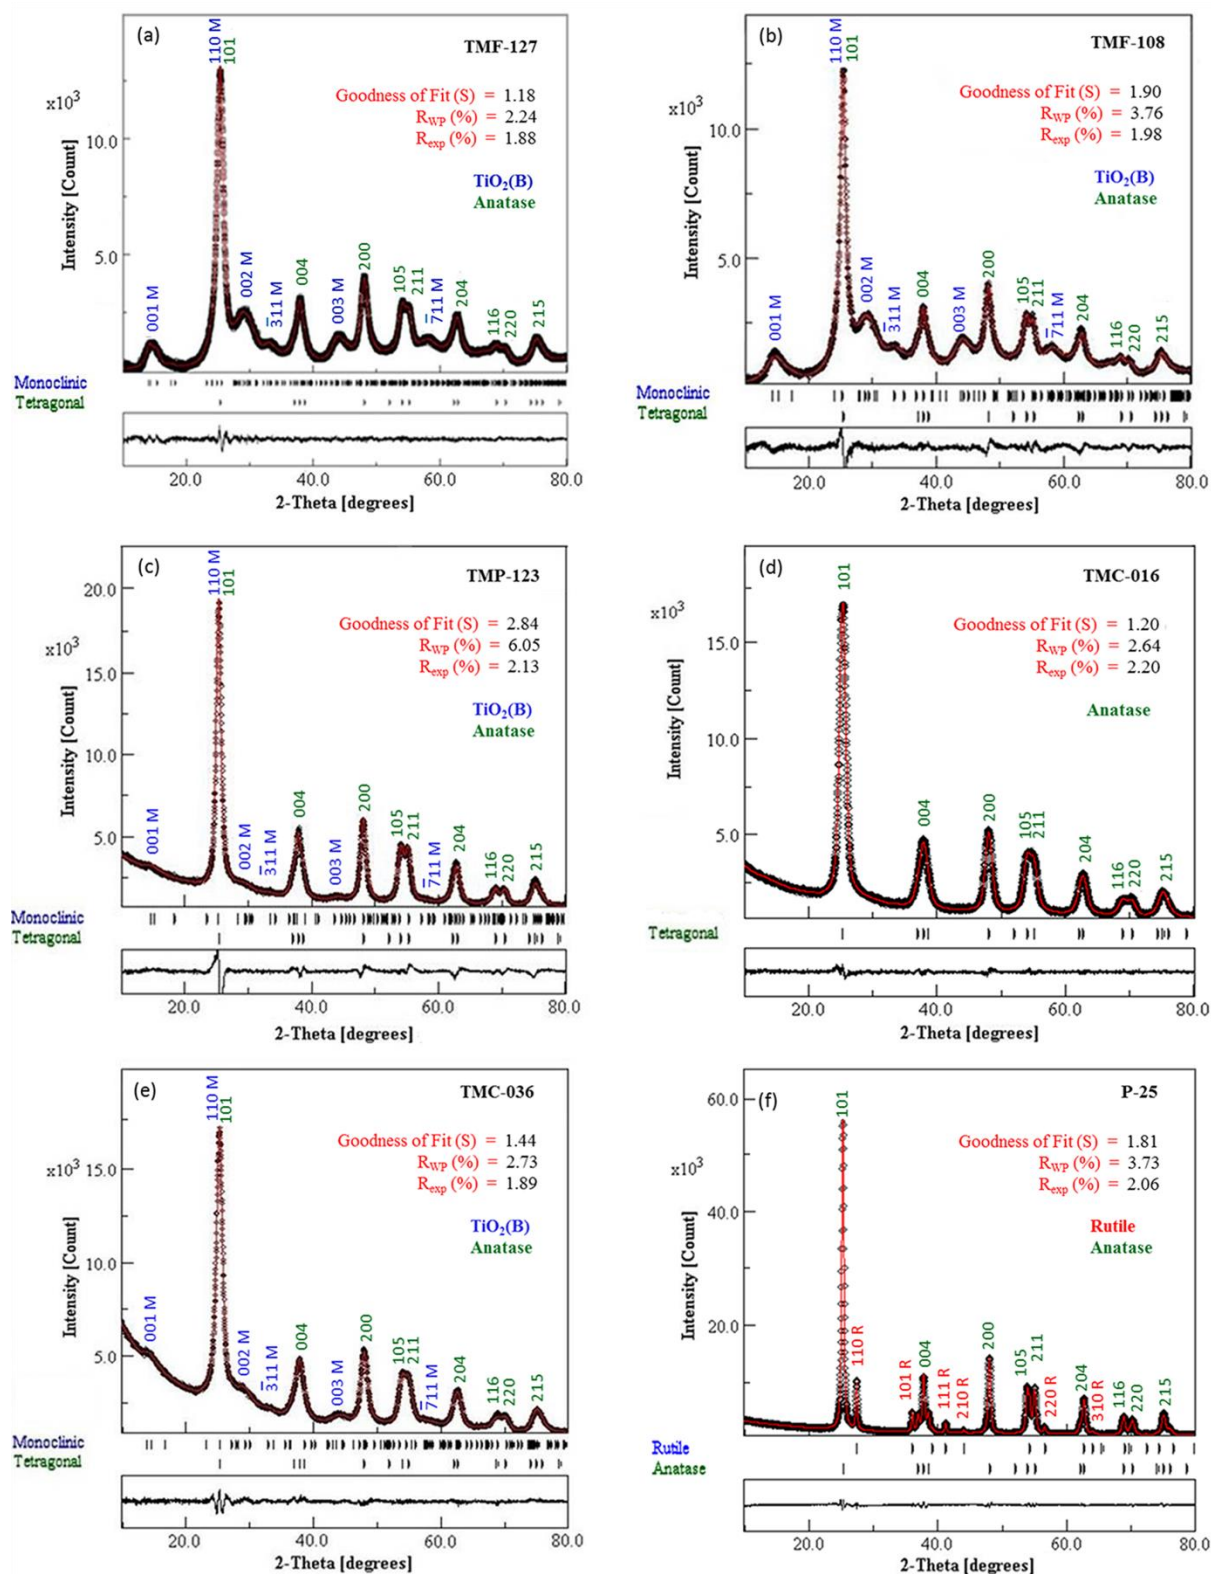 (a)
TMF-127
110 M
101
x10³
Goodness of Fit (S) = 1.18
R_WP (%) = 2.24
R_exp (%) = 1.88
TiO₂(B)
Anatase
Intensity [Count]
10.0
5.0
001 M
002 M
3̅11 M
004
003 M
200
105
211
7̅11 M
204
116
220
215
Monoclinic
Tetragonal
20.0 40.0 60.0 80.0
2-Theta [degrees]
(b)
TMF-108
110 M
101
x10³
Goodness of Fit (S) = 1.90
R_WP (%) = 3.76
R_exp (%) = 1.98
TiO₂(B)
Anatase
Intensity [Count]
10.0
5.0
001 M
002 M
3̅11 M
004
003 M
200
105
211
7̅11 M
204
116
220
215
Monoclinic
Tetragonal
20.0 40.0 60.0 80.0
2-Theta [degrees]
(c)
TMP-123
110 M
101
x10³
Goodness of Fit (S) = 2.84
R_WP (%) = 6.05
R_exp (%) = 2.13
TiO₂(B)
Anatase
Intensity [Count]
20.0
15.0
10.0
5.0
001 M
002 M
3̅11 M
004
003 M
200
105
211
7̅11 M
204
116
220
215
Monoclinic
Tetragonal
20.0 40.0 60.0 80.0
2-Theta [degrees]
(d)
TMC-016
101
x10³
Goodness of Fit (S) = 1.20
R_WP (%) = 2.64
R_exp (%) = 2.20
Anatase
Intensity [Count]
15.0
10.0
5.0
004
200
105
211
204
116
220
215
Tetragonal
20.0 40.0 60.0 80.0
2-Theta [degrees]
(e)
TMC-036
110 M
101
x10³
Goodness of Fit (S) = 1.44
R_WP (%) = 2.73
R_exp (%) = 1.89
TiO₂(B)
Anatase
Intensity [Count]
15.0
10.0
5.0
001 M
002 M
3̅11 M
004
003 M
200
105
211
7̅11 M
204
116
220
215
Monoclinic
Tetragonal
20.0 40.0 60.0 80.0
2-Theta [degrees]
(f)
P-25
101
x10³
Goodness of Fit (S) = 1.81
R_WP (%) = 3.73
R_exp (%) = 2.06
Rutile
Anatase
Intensity [Count]
60.0
40.0
20.0
110 R
101 R
004
111 R
210 R
200
105
211
220 R
204
310 R
116
220
215
Rutile
Anatase
20.0 40.0 60.0 80.0
2-Theta [degrees]